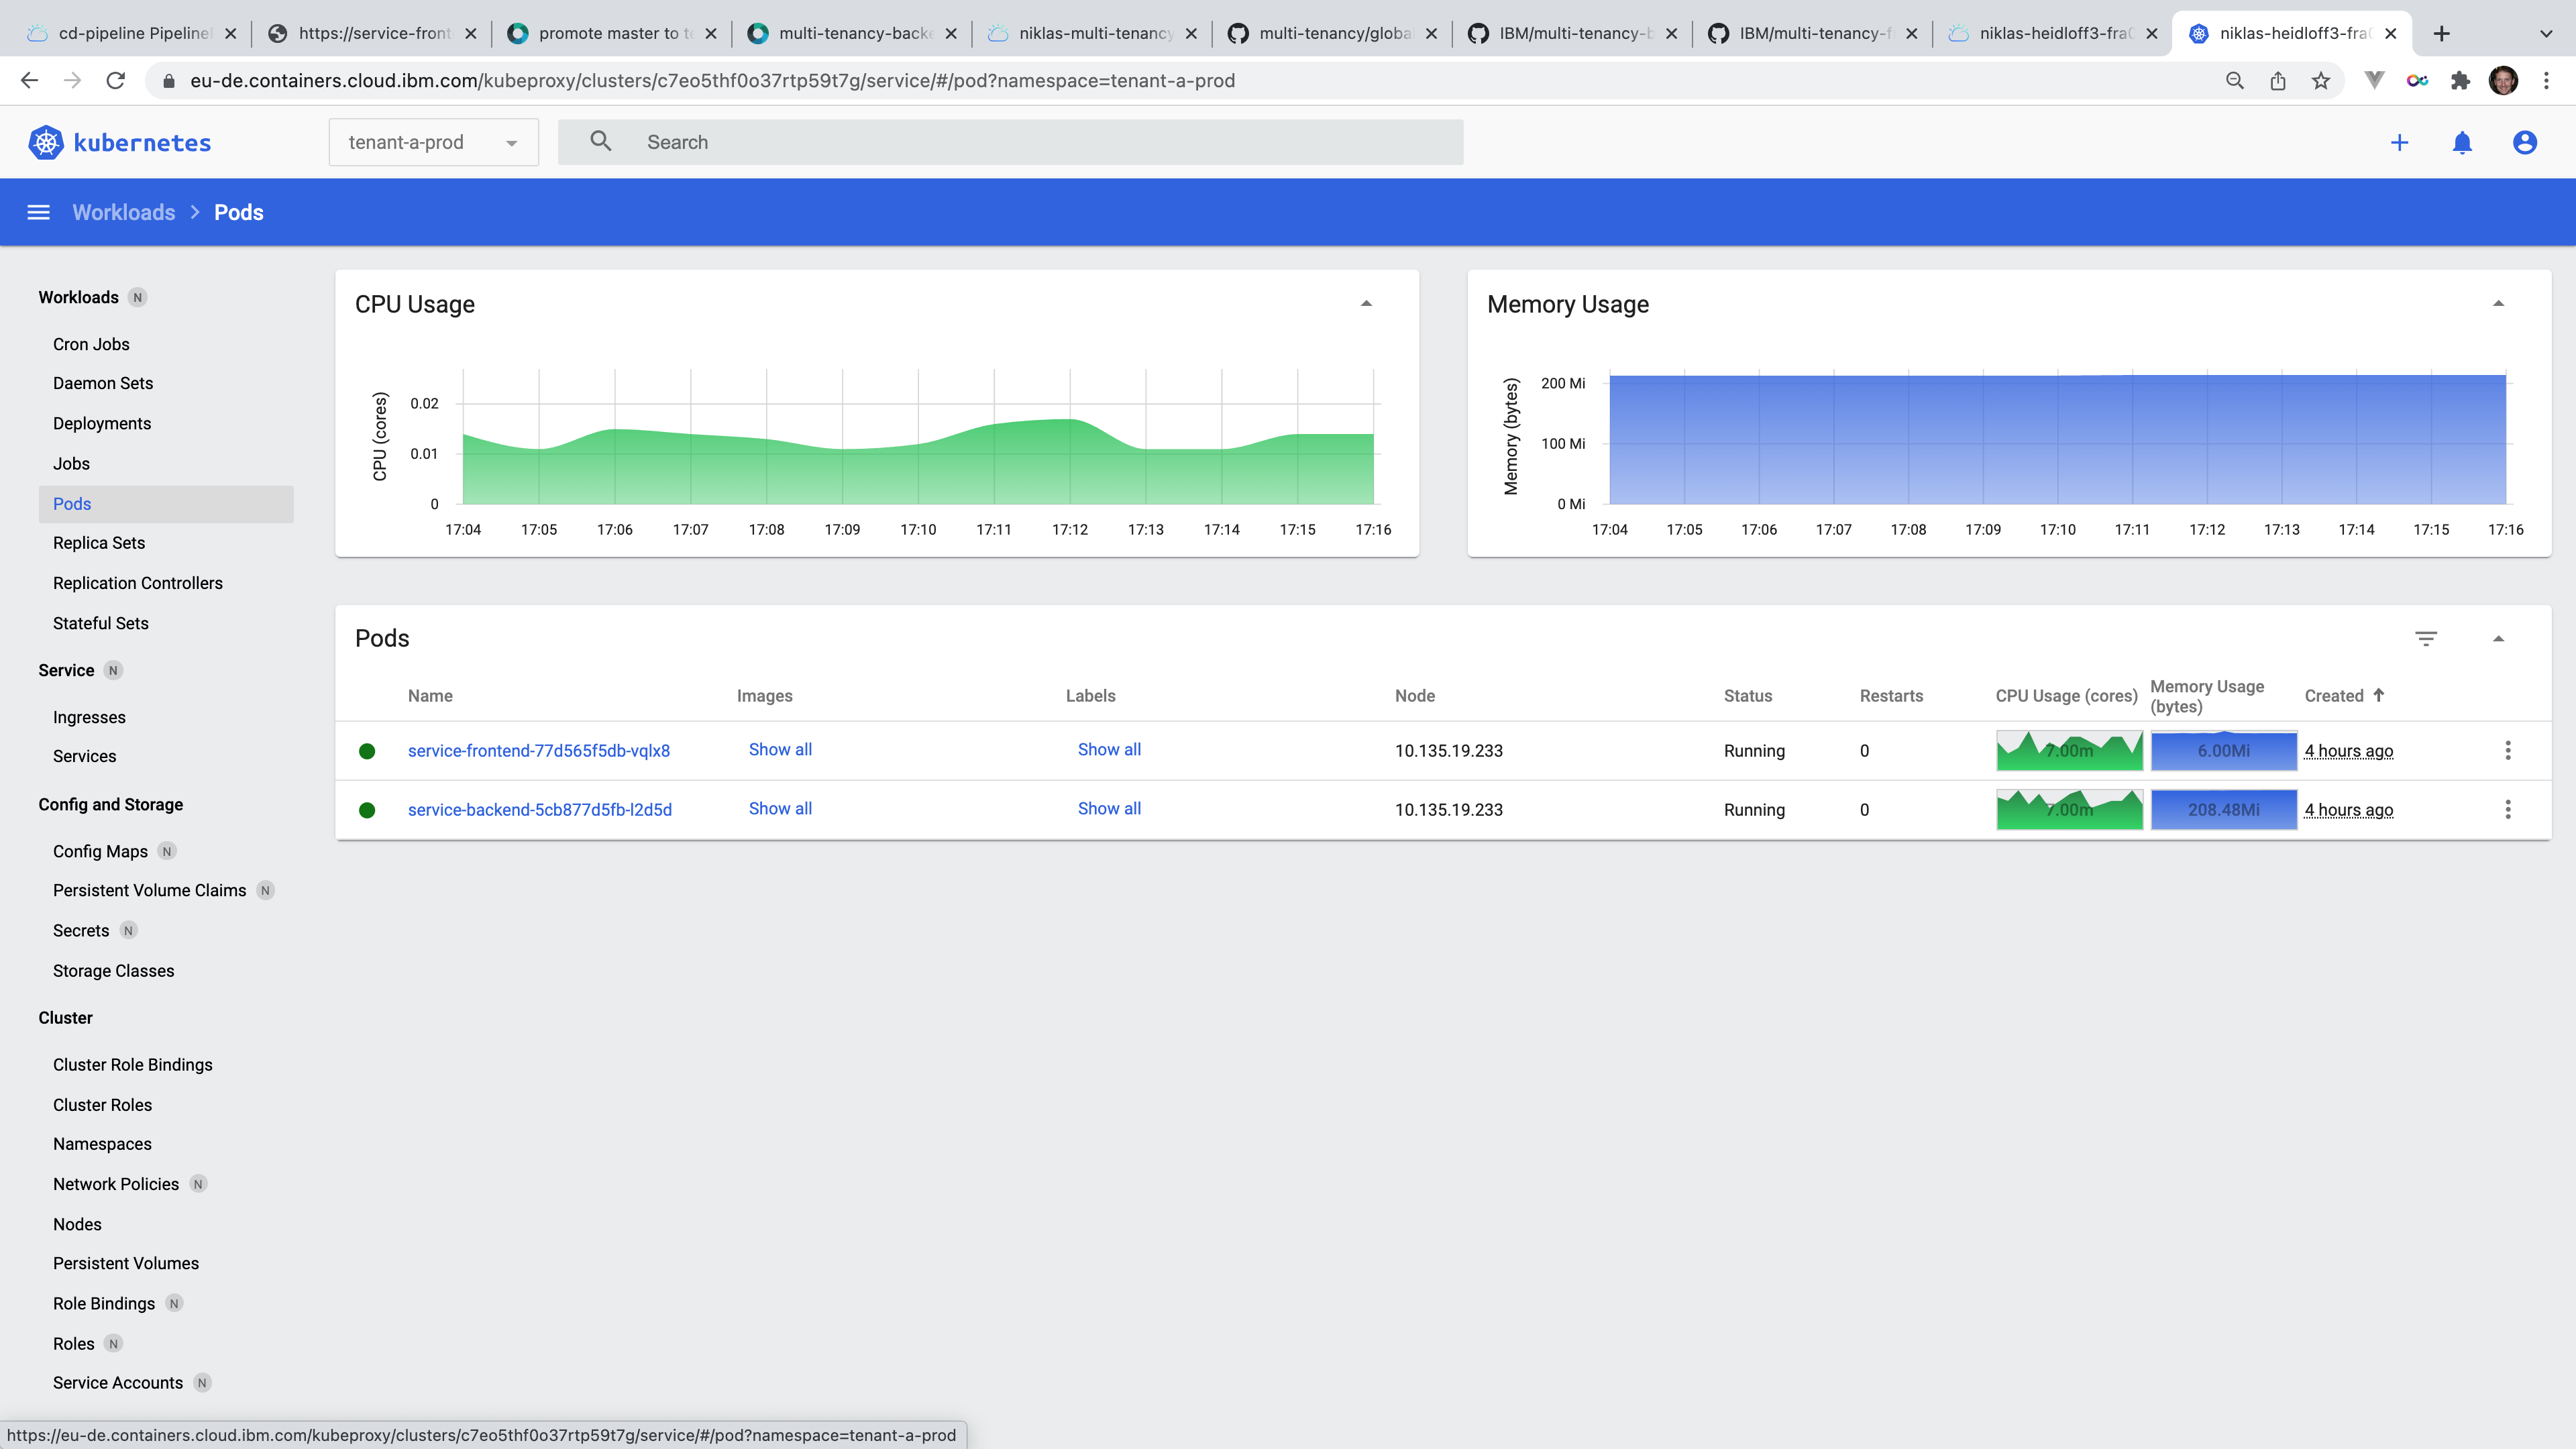 cd-pipeline Pipeline
https://service-front
promote master to te
multi-tenancy-backe
niklas-multi-tenancy
multi-tenancy/globa
IBM/multi-tenancy-b
IBM/multi-tenancy-f
niklas-heidloff3-fra0
niklas-heidloff3-fra0
eu-de.containers.cloud.ibm.com/kubeproxy/clusters/c7eo5thf0o37rtp59t7g/service/#/pod?namespace=tenant-a-prod
kubernetes
tenant-a-prod
Search
Workloads > Pods
Workloads N
Cron Jobs
Daemon Sets
Deployments
Jobs
Pods
Replica Sets
Replication Controllers
Stateful Sets
Service N
Ingresses
Services
Config and Storage
Config Maps N
Persistent Volume Claims N
Secrets N
Storage Classes
Cluster
Cluster Role Bindings
Cluster Roles
Namespaces
Network Policies N
Nodes
Persistent Volumes
Role Bindings N
Roles N
Service Accounts N
CPU Usage
CPU (cores)
0.02
0.01
0
17:04 17:05 17:06 17:07 17:08 17:09 17:10 17:11 17:12 17:13 17:14 17:15 17:16
Memory Usage
Memory (bytes)
200 Mi
100 Mi
0 Mi
17:04 17:05 17:06 17:07 17:08 17:09 17:10 17:11 17:12 17:13 17:14 17:15 17:16
Pods
Name Images Labels Node Status Restarts CPU Usage (cores) Memory Usage (bytes) Created
service-frontend-77d565f5db-vqlx8 Show all Show all 10.135.19.233 Running 0 7.00m 6.00Mi 4 hours ago
service-backend-5cb877d5fb-l2d5d Show all Show all 10.135.19.233 Running 0 7.00m 208.48Mi 4 hours ago
https://eu-de.containers.cloud.ibm.com/kubeproxy/clusters/c7eo5thf0o37rtp59t7g/service/#/pod?namespace=tenant-a-prod